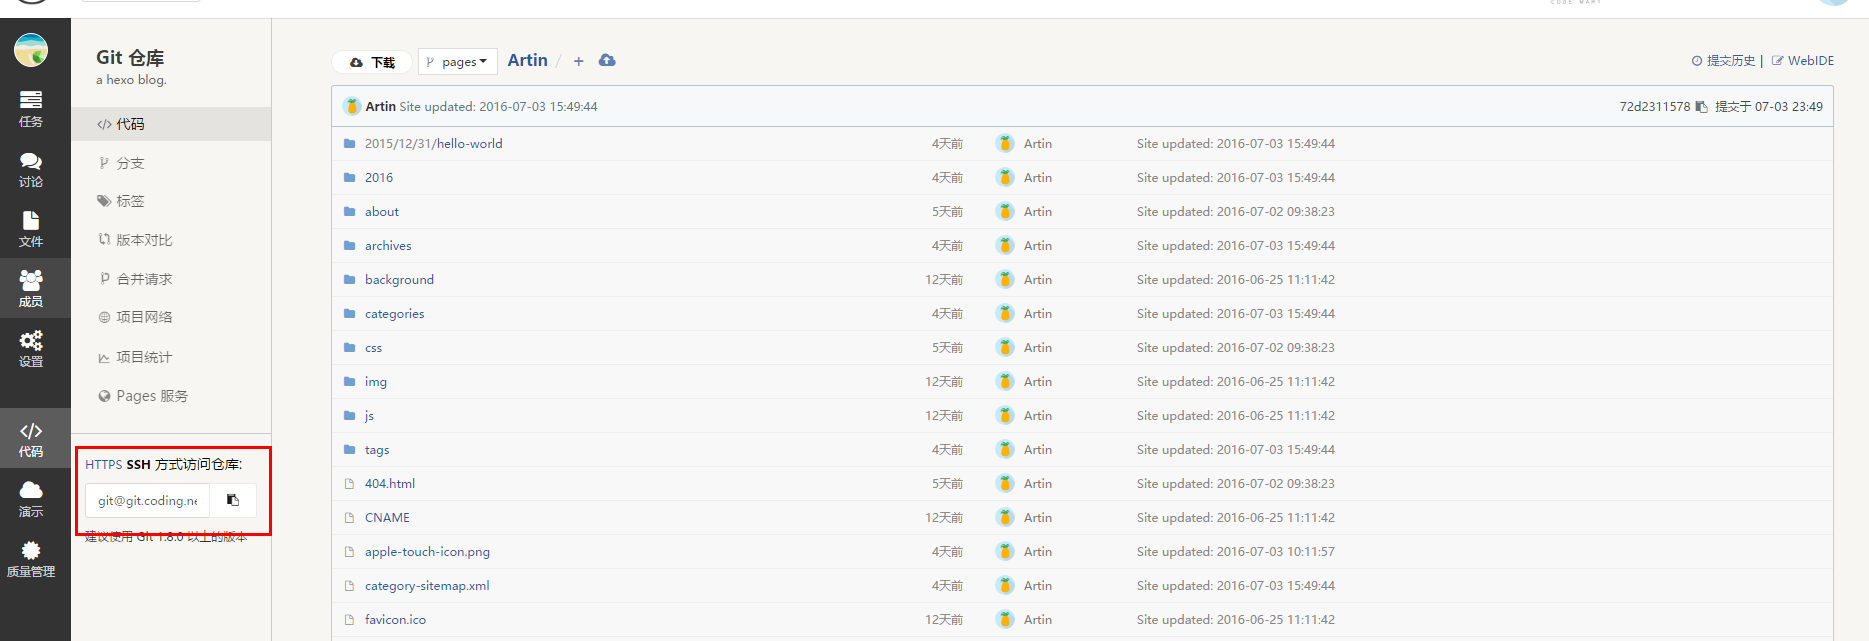 CODE.MART
任务
讨论
文件
成员
设置
代码
演示
质量管理
Git 仓库
a hexo blog.
代码
分支
标签
版本对比
合并请求
项目网络
项目统计
Pages 服务
HTTPS SSH 方式访问仓库:
git@git.coding.ne
建议使用 Git 1.8.0 以上的版本
下载 pages Artin / +
提交历史 | WebIDE
Artin Site updated: 2016-07-03 15:49:44 72d2311578 提交于 07-03 23:49
2015/12/31/hello-world 4天前 Artin Site updated: 2016-07-03 15:49:44
2016 4天前 Artin Site updated: 2016-07-03 15:49:44
about 5天前 Artin Site updated: 2016-07-02 09:38:23
archives 4天前 Artin Site updated: 2016-07-03 15:49:44
background 12天前 Artin Site updated: 2016-06-25 11:11:42
categories 4天前 Artin Site updated: 2016-07-03 15:49:44
css 5天前 Artin Site updated: 2016-07-02 09:38:23
img 12天前 Artin Site updated: 2016-06-25 11:11:42
js 12天前 Artin Site updated: 2016-06-25 11:11:42
tags 4天前 Artin Site updated: 2016-07-03 15:49:44
404.html 5天前 Artin Site updated: 2016-07-02 09:38:23
CNAME 12天前 Artin Site updated: 2016-06-25 11:11:42
apple-touch-icon.png 4天前 Artin Site updated: 2016-07-03 10:11:57
category-sitemap.xml 4天前 Artin Site updated: 2016-07-03 15:49:44
favicon.ico 12天前 Artin Site updated: 2016-06-25 11:11:42